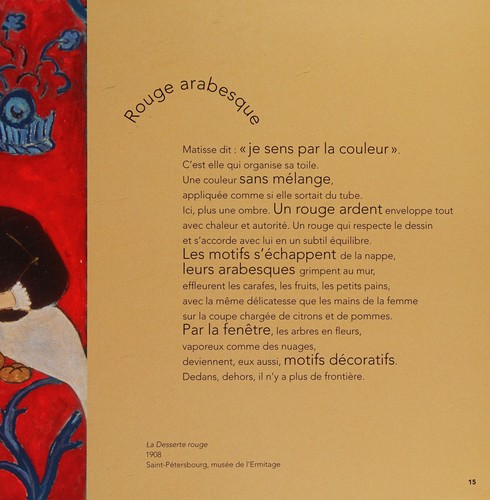 Rouge arabesque
Matisse dit : « je sens par la couleur ».
C'est elle qui organise sa toile.
Une couleur sans mélange,
appliquée comme si elle sortait du tube.
Ici, plus une ombre. Un rouge ardent enveloppe tout
avec chaleur et autorité. Un rouge qui respecte le dessin
et s'accorde avec lui en un subtil équilibre.
Les motifs s'échappent de la nappe,
leurs arabesques grimpent au mur,
effleurent les carafes, les fruits, les petits pains,
avec la même délicatesse que les mains de la femme
sur la coupe chargée de citrons et de pommes.
Par la fenêtre, les arbres en fleurs,
vaporeux comme des nuages,
deviennent, eux aussi, motifs décoratifs.
Dedans, dehors, il n'y a plus de frontière.
La Desserte rouge
1908
Saint-Pétersbourg, musée de l'Ermitage
15